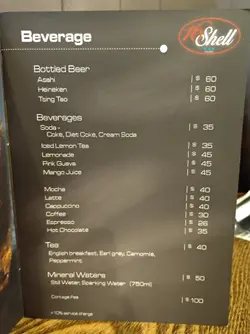 Beverage
Shell
Bottled Beer
Asahi | $ 60
Heineken | $ 60
Tsing Tao | $ 60
Beverages
Soda - | $ 35
Coke, Diet Coke, Cream Soda
Iced Lemon Tea | $ 45
Lemonade | $ 45
Pink Guava | $ 45
Mango Juice | $ 45
Mocha | $ 40
Latte | $ 40
Cappuccino | $ 40
Coffee | $ 30
Espresso | $ 26
Hot Chocolate | $ 35
Tea | $ 40
English breakfast, Earl grey, Camomile,
Peppermint
Mineral Waters | $ 50
Still Water, Sparking Water (750ml)
Corkage Fee | $ 100
+10% service charge